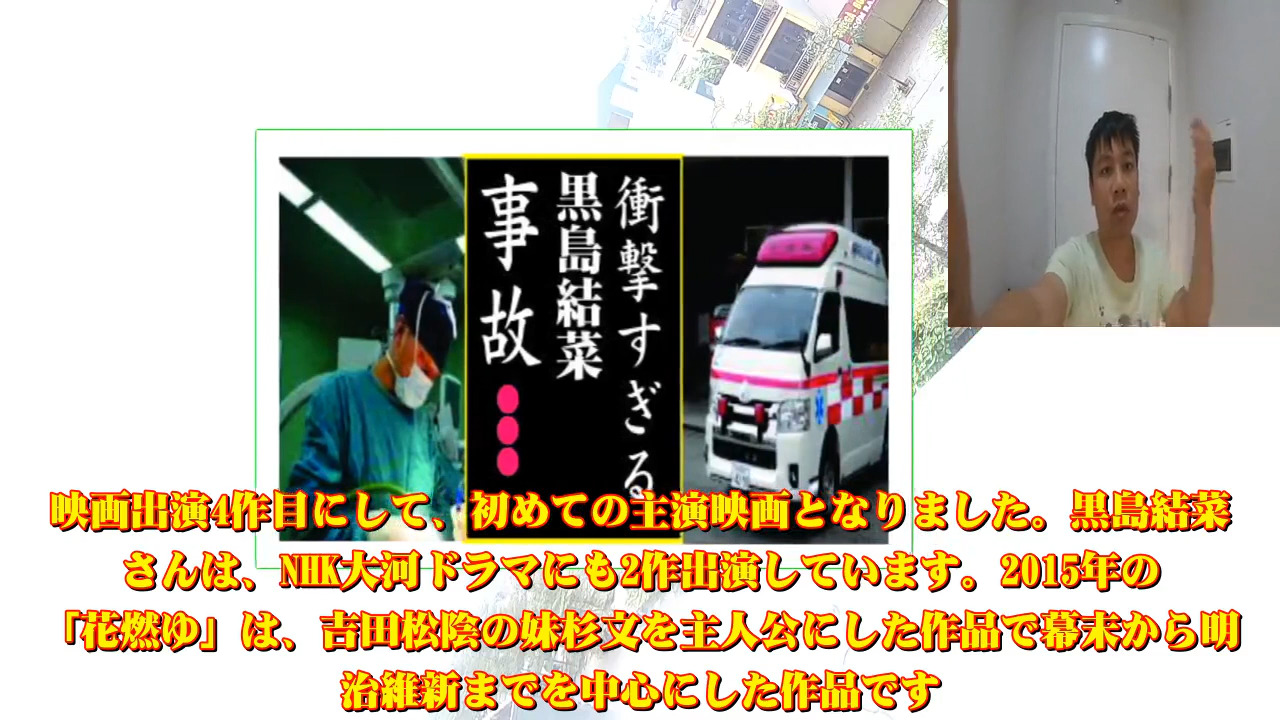 衝撃すぎる
黒島結菜
事故
映画出演4作目にして、初めての主演映画となりました。黒島結菜
さんは、NHK大河ドラマにも2作出演しています。2015年の
「花燃ゆ」は、吉田松陰の妹杉文を主人公にした作品で幕末から明
治維新までを中心にした作品です